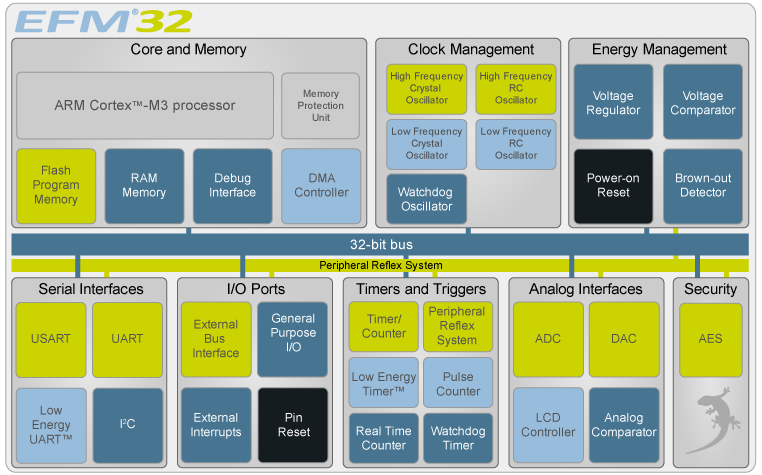 EFM®32
Core and Memory
ARM Cortex™-M3 processor
Memory
Protection
Unit
Flash
Program
Memory
RAM
Memory
Debug
Interface
DMA
Controller
Clock Management
High Frequency
Crystal
Oscillator
High Frequency
RC
Oscillator
Low Frequency
Crystal
Oscillator
Low Frequency
RC
Oscillator
Watchdog
Oscillator
Energy Management
Voltage
Regulator
Voltage
Comparator
Power-on
Reset
Brown-out
Detector
32-bit bus
Peripheral Reflex System
Serial Interfaces
USART
UART
Low
Energy
UART™
I²C
I/O Ports
External
Bus
Interface
General
Purpose
I/O
External
Interrupts
Pin
Reset
Timers and Triggers
Timer/
Counter
Peripheral
Reflex
System
Low Energy
Timer™
Pulse
Counter
Real Time
Counter
Watchdog
Timer
Analog Interfaces
ADC
DAC
LCD
Controller
Analog
Comparator
Security
AES